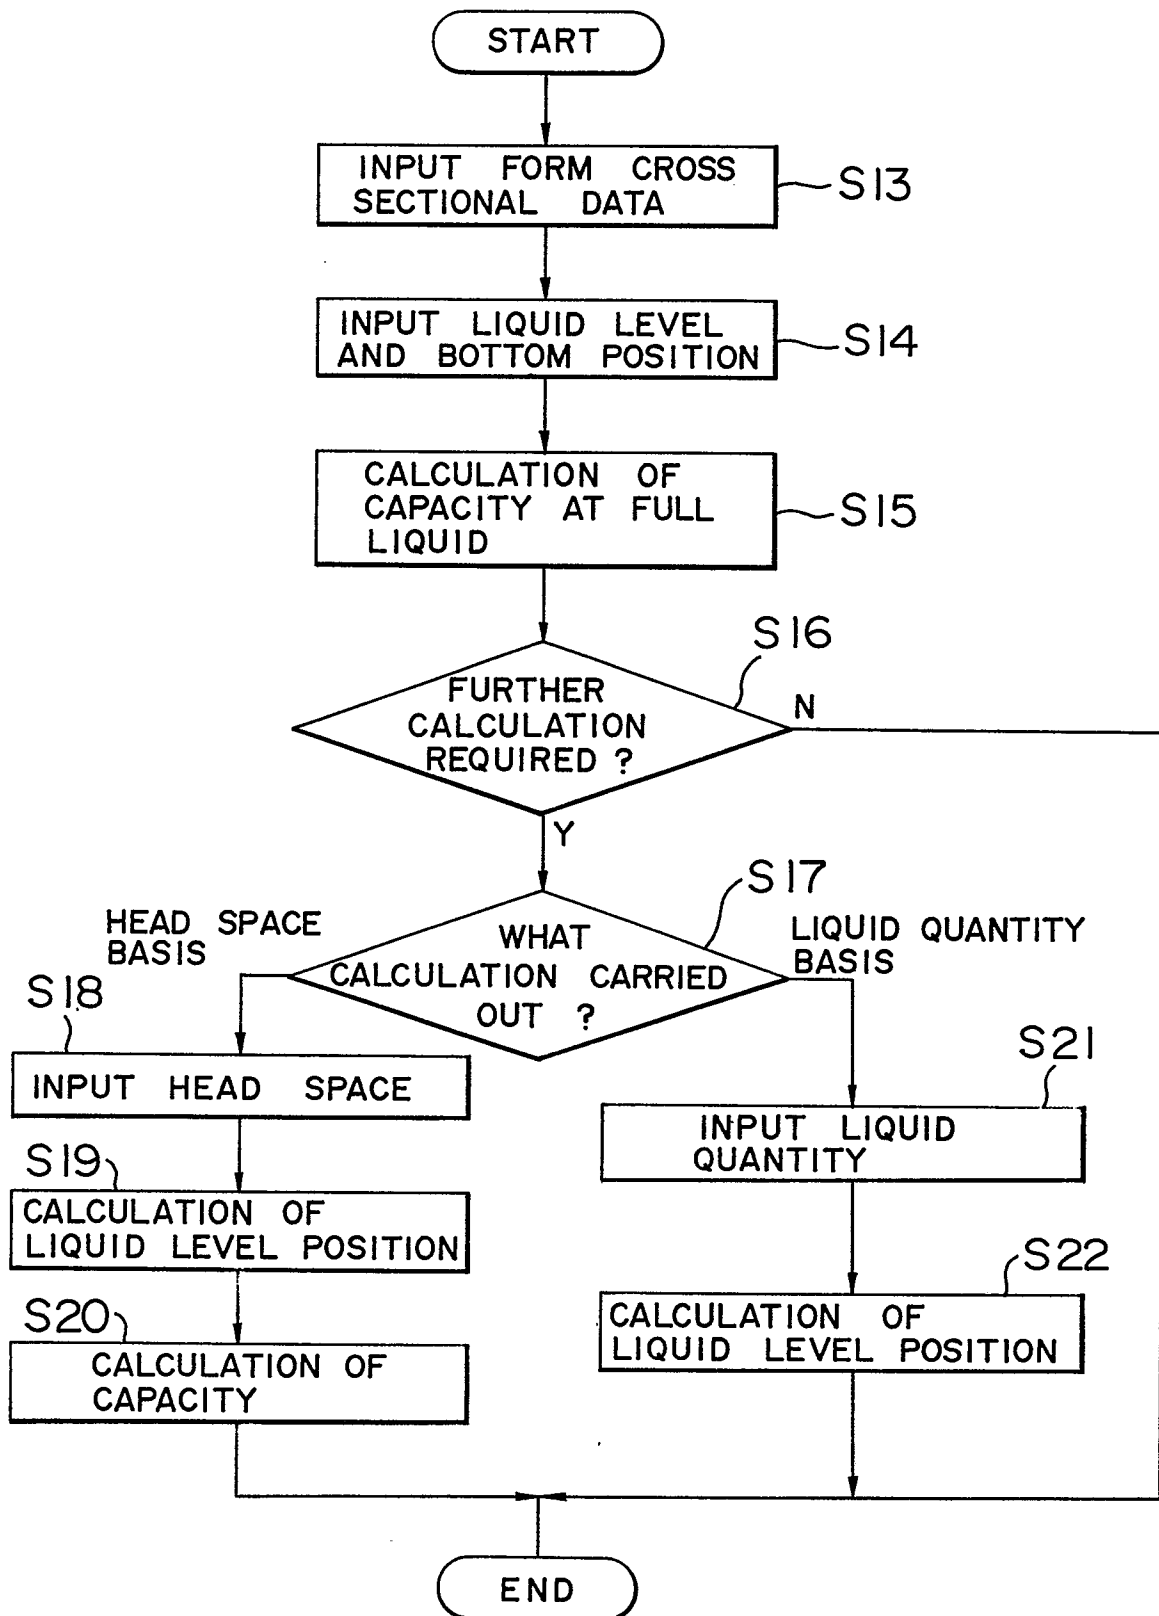 START
INPUT FORM CROSS
SECTIONAL DATA
S13
INPUT LIQUID LEVEL
AND BOTTOM POSITION
S14
CALCULATION OF
CAPACITY AT FULL
LIQUID
S15
S16
FURTHER
CALCULATION
REQUIRED ?
N
Y
S17
HEAD SPACE
BASIS
WHAT
CALCULATION CARRIED
OUT ?
LIQUID QUANTITY
BASIS
S18
INPUT HEAD SPACE
S19
CALCULATION OF
LIQUID LEVEL POSITION
S20
CALCULATION OF
CAPACITY
S21
INPUT LIQUID
QUANTITY
S22
CALCULATION OF
LIQUID LEVEL POSITION
END